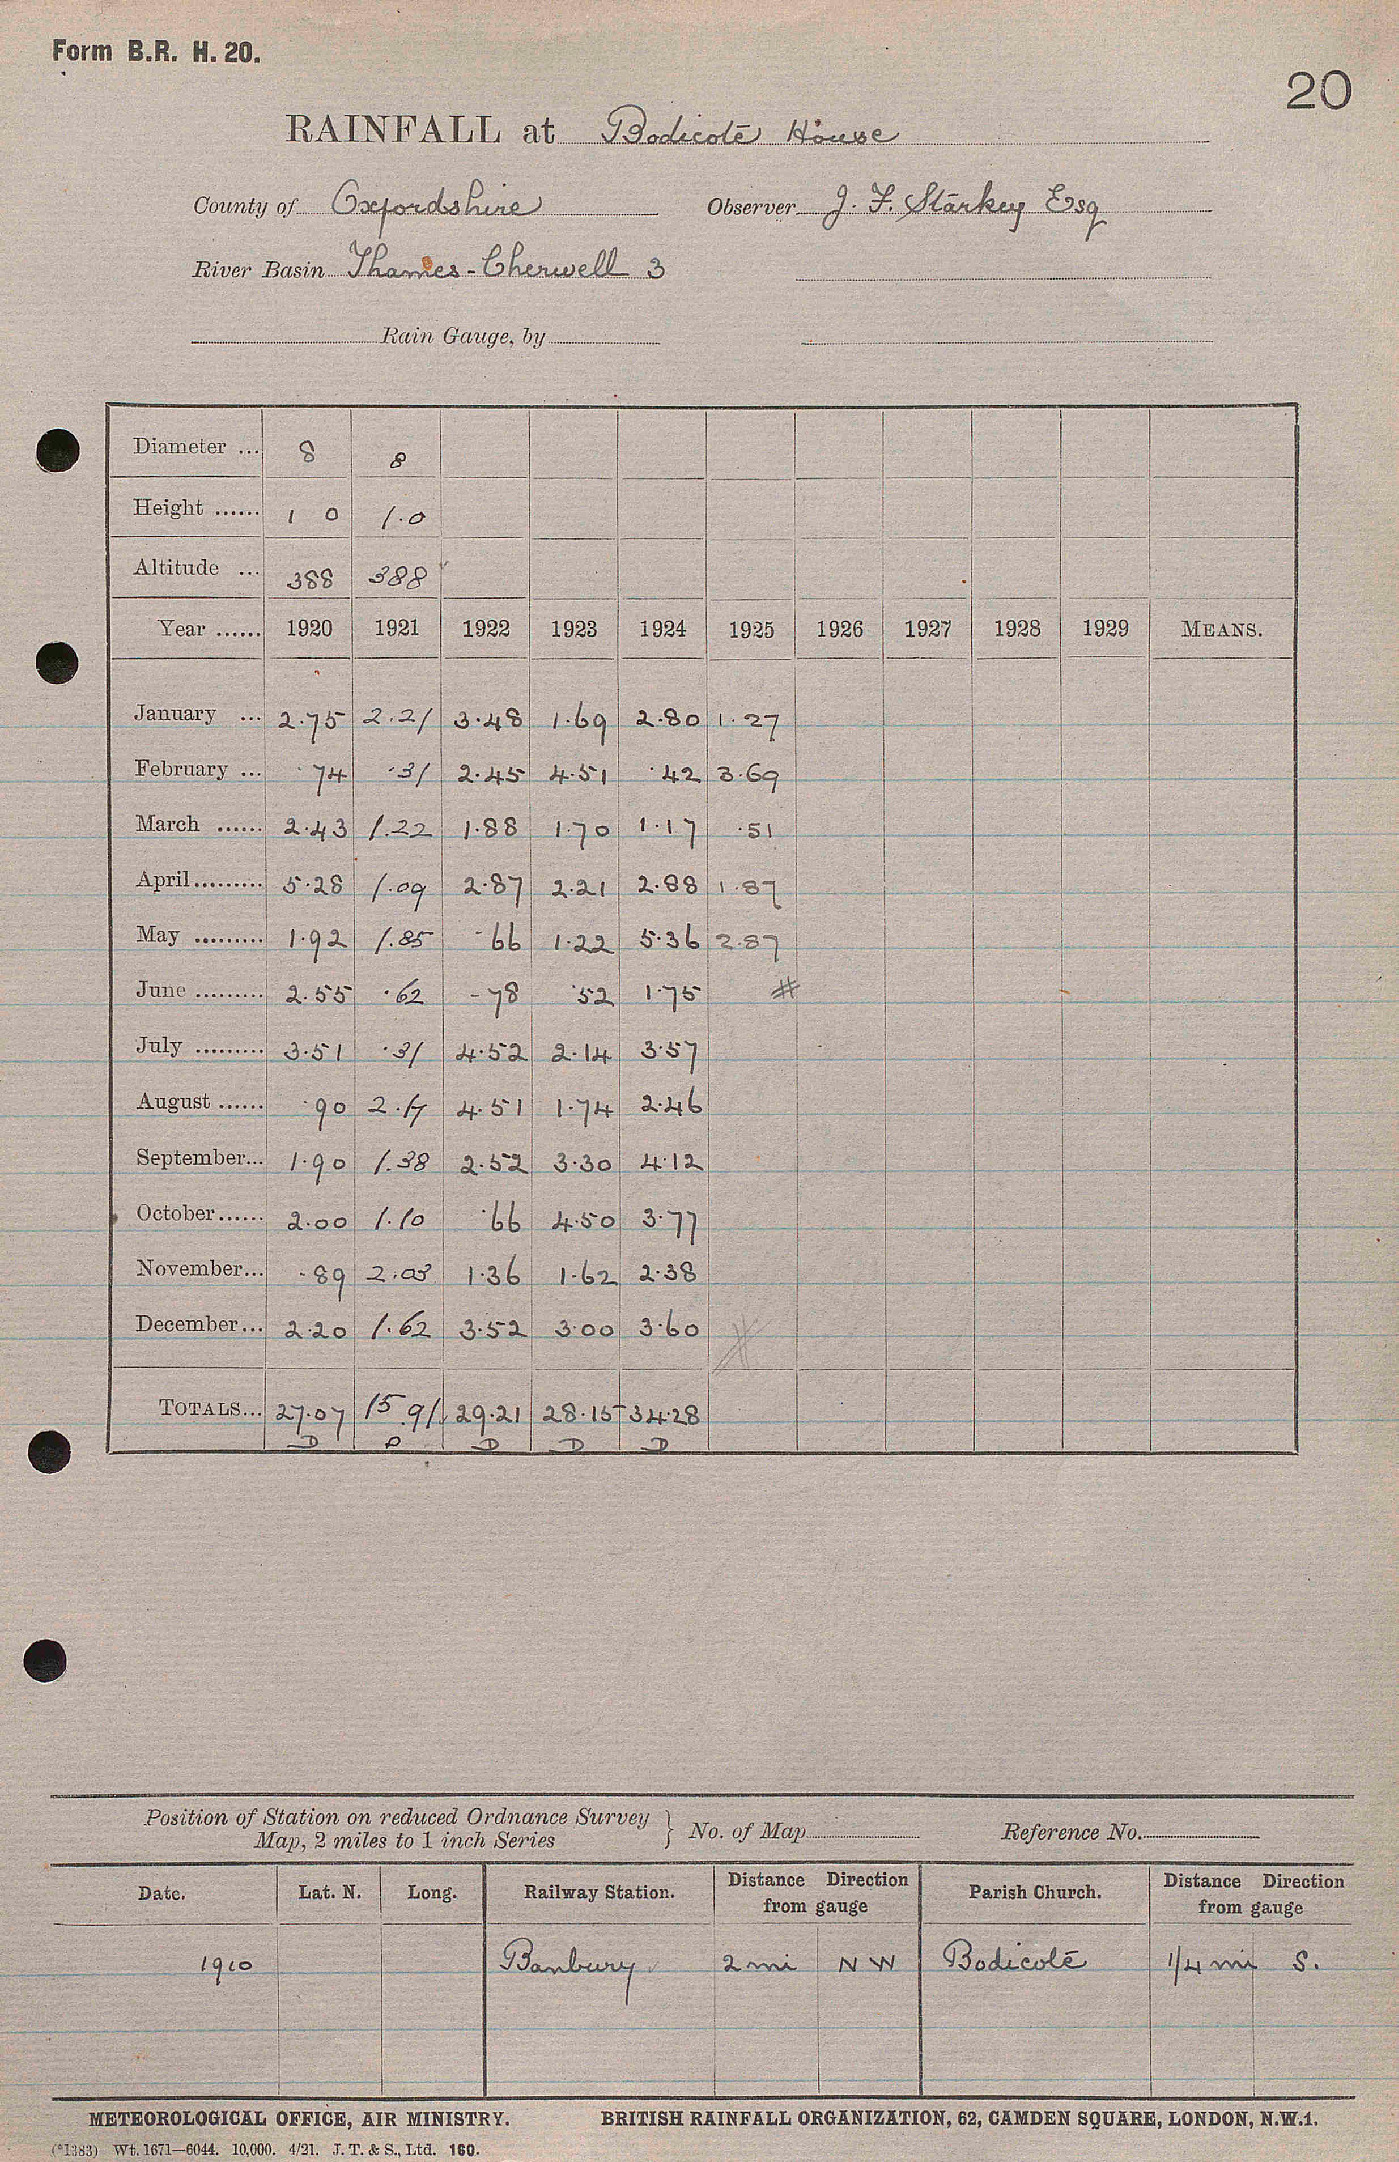 Form B.R. H. 20.
20
RAINFALL at Bodicote House
County of Oxfordshire Observer J. F. Starkey Esq
River Basin Thames-Cherwell 3
Rain Gauge, by
Diameter ... 8 8
Height ...... 1 0 1.0
Altitude ... 388 388
Year ...... 1920 1921 1922 1923 1924 1925 1926 1927 1928 1929 MEANS.
January ... 2.75 2.21 3.48 1.69 2.80 1.27
February ... .74 .31 2.45 4.51 .42 3.69
March ...... 2.43 1.22 1.88 1.70 1.17 .51
April ......... 5.28 1.09 2.87 2.21 2.88 1.87
May ......... 1.92 1.85 .66 1.22 5.36 2.87
June ......... 2.55 .62 .78 .52 1.75 #
July ......... 3.51 .31 4.52 2.14 3.57
August ...... .90 2.17 4.51 1.74 2.46
September... 1.90 1.38 2.52 3.30 4.12
October...... 2.00 1.10 .66 4.50 3.77
November... .89 2.03 1.36 1.62 2.38
December... 2.20 1.62 3.52 3.00 3.60 #
TOTALS... 27.07 15.91 29.21 28.15 34.28
D D D D D
Position of Station on reduced Ordnance Survey
Map, 2 miles to 1 inch Series } No. of Map Reference No.
Date. Lat. N. Long. Railway Station. Distance Direction from gauge Parish Church. Distance Direction from gauge
1910 Banbury 2 mi NW Bodicote 1/4 mi S.
METEOROLOGICAL OFFICE, AIR MINISTRY. BRITISH RAINFALL ORGANIZATION, 62, CAMDEN SQUARE, LONDON, N.W.1.
(*1383) Wt. 1671—6044. 10,000. 4/21. J. T. & S., Ltd. 160.